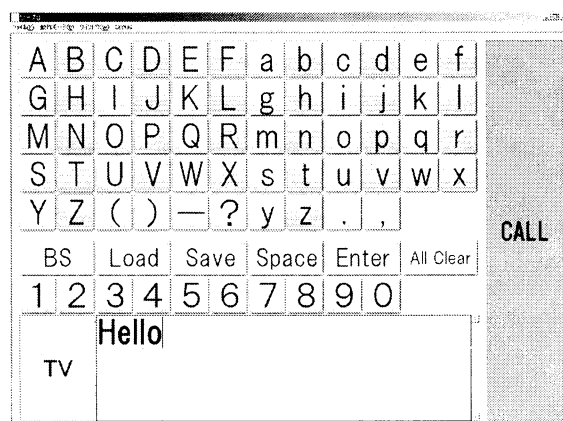 A B C D E F a b c d e f
G H I J K L g h i j k l
M N O P Q R m n o p q r
S T U V W X s t u v w x
Y Z ( ) — ? y z . ,
CALL
BS Load Save Space Enter All Clear
1 2 3 4 5 6 7 8 9 0
Hello
TV